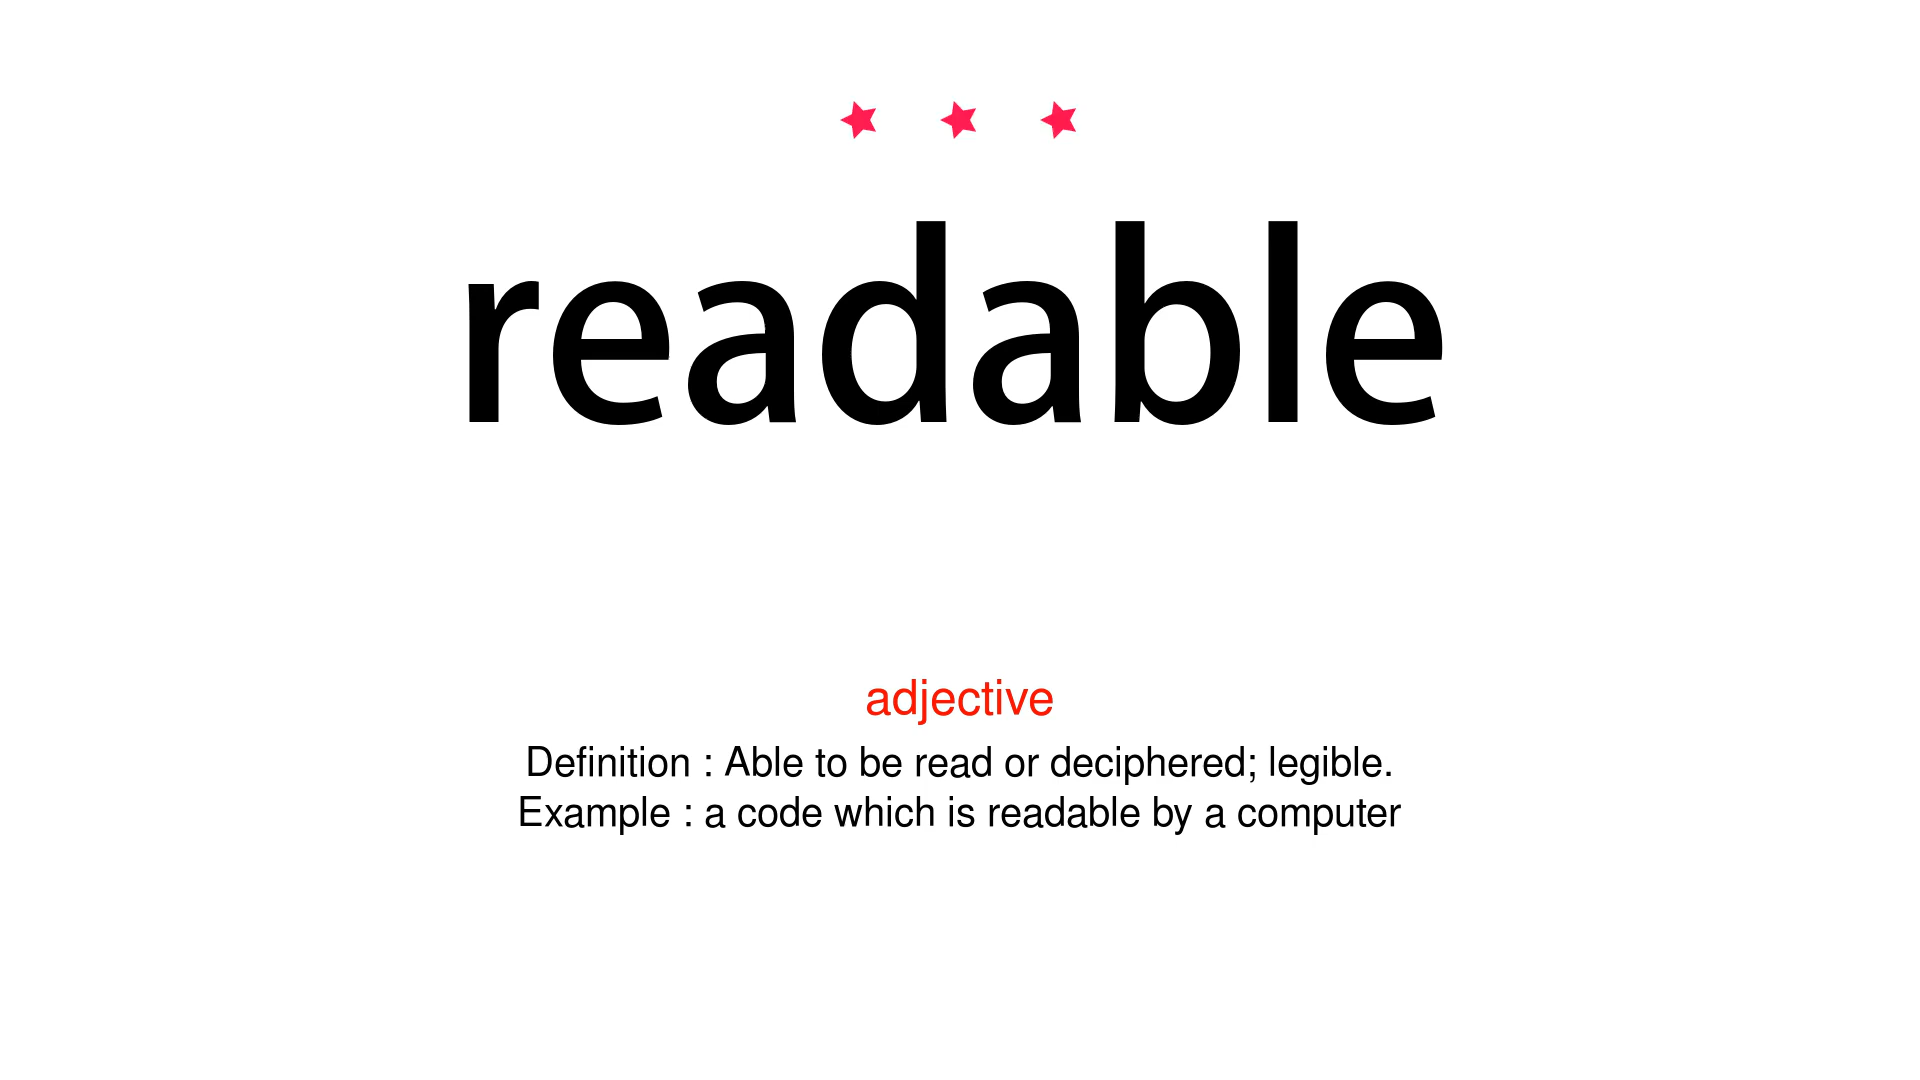 readable
adjective
Definition : Able to be read or deciphered; legible.
Example : a code which is readable by a computer